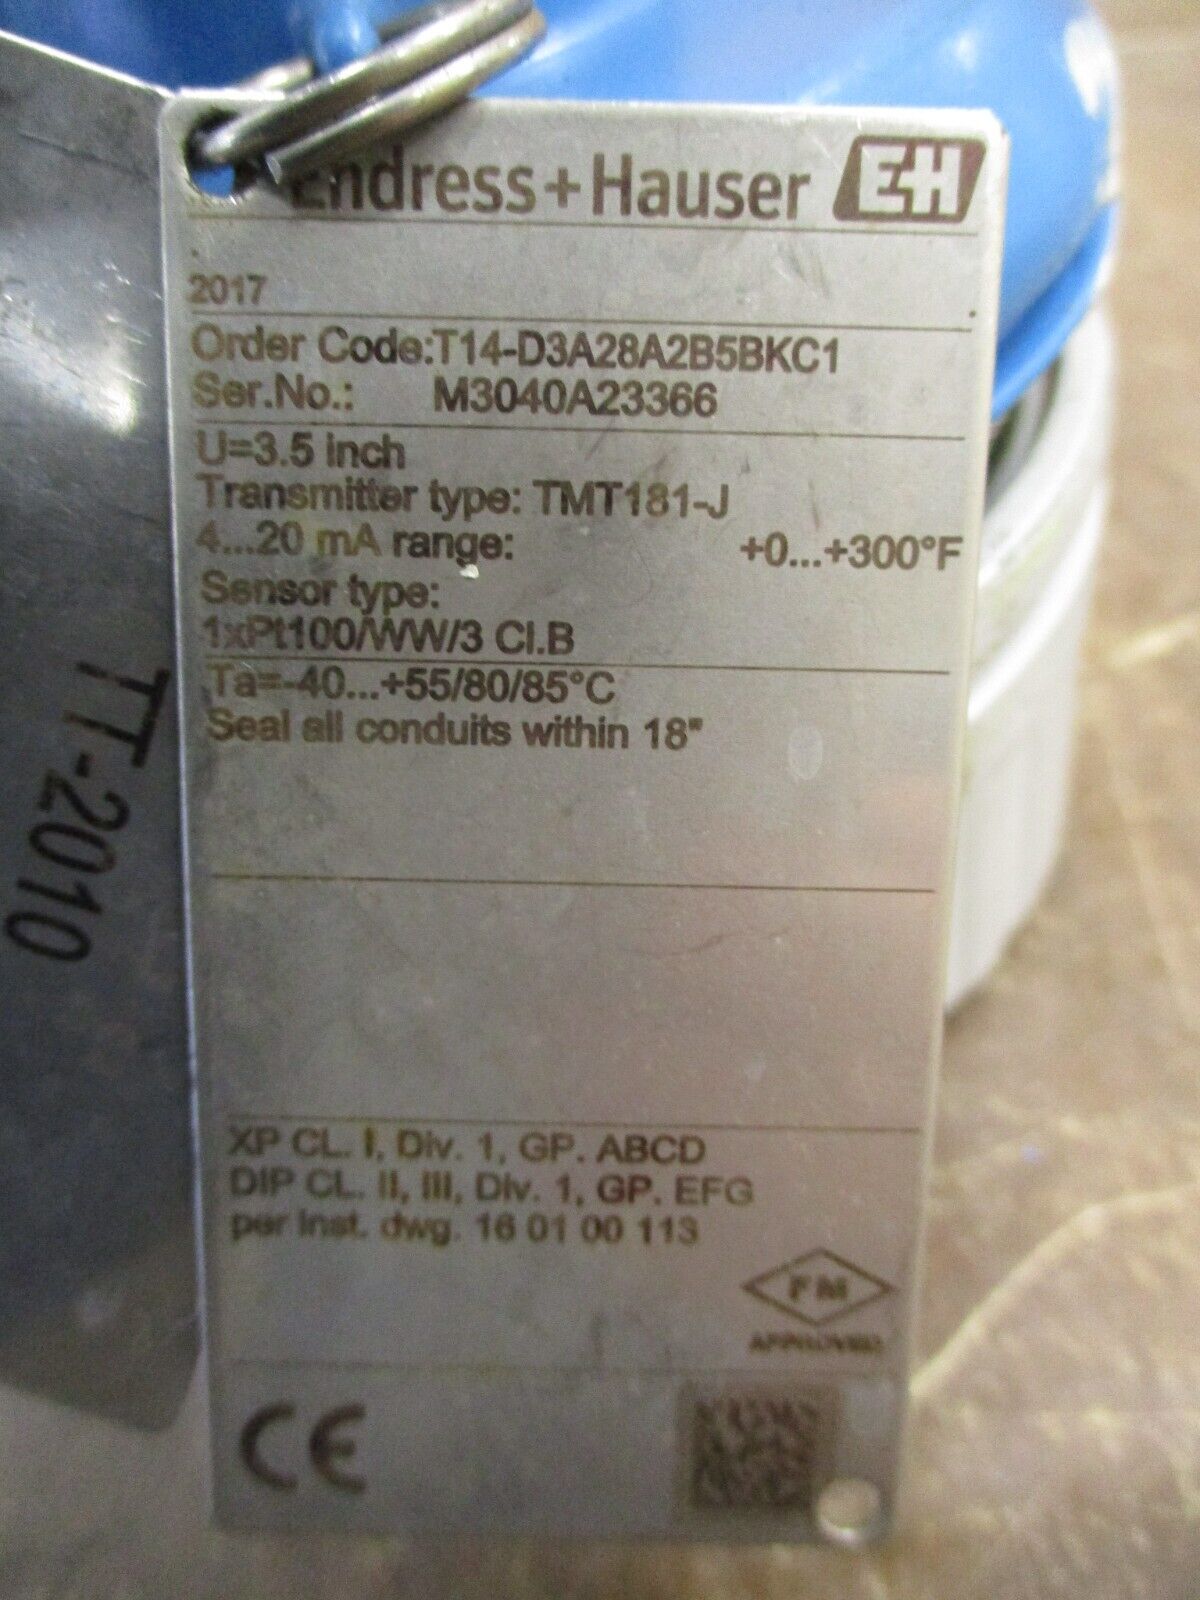 Endress+Hauser EH
2017
Order Code:T14-D3A28A2B5BKC1
Ser.No.: M3040A23366
U=3.5 inch
Transmitter type: TMT181-J
4...20 mA range: +0...+300°F
Sensor type:
1xPt100/WW/3 Cl.B
Ta=-40...+55/80/85°C
Seal all conduits within 18"
XP CL. I, Div. 1, GP. ABCD
DIP CL. II, III, Div. 1, GP. EFG
per inst. dwg. 16 01 00 113
FM
APPROVED
CE
TT-2010